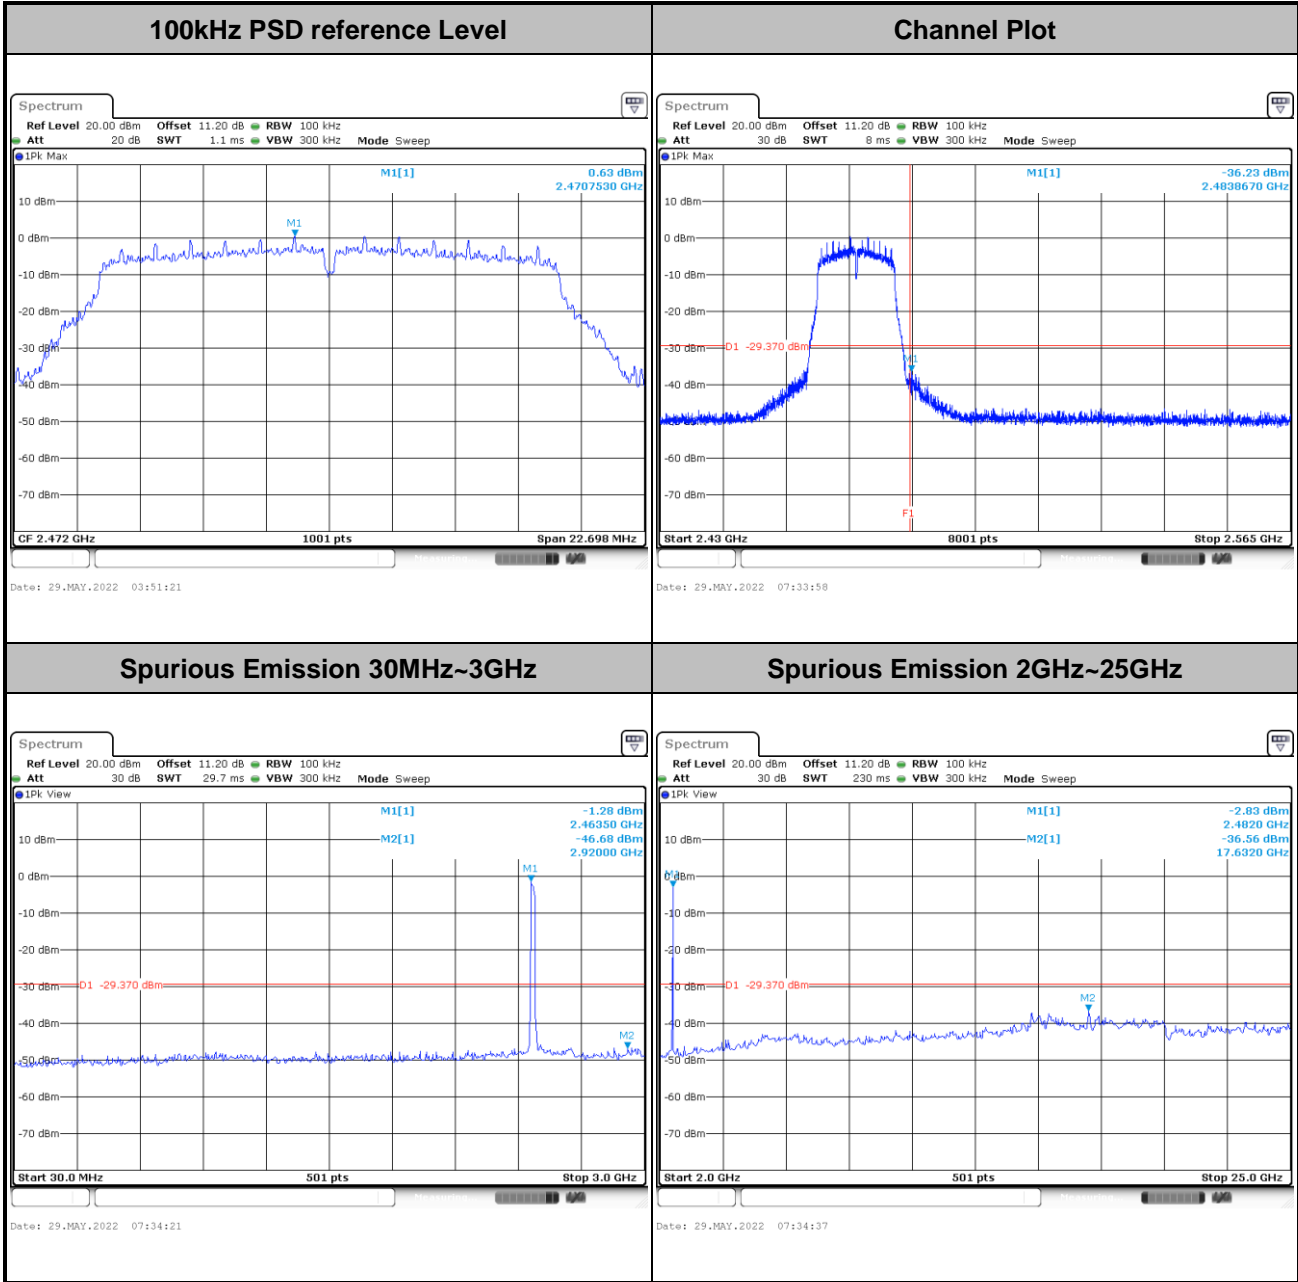 100kHz PSD reference Level
Channel Plot
Spectrum
Ref Level 20.00 dBm Offset 11.20 dB RBW 100 kHz
Att 20 dB SWT 1.1 ms VBW 300 kHz Mode Sweep
1Pk Max
M1[1] 0.63 dBm
2.4707530 GHz
10 dBm
M1
0 dBm
-10 dBm
-20 dBm
-30 dBm
-40 dBm
-50 dBm
-60 dBm
-70 dBm
CF 2.472 GHz 1001 pts Span 22.698 MHz
Date: 29.MAY.2022 03:51:21
Spectrum
Ref Level 20.00 dBm Offset 11.20 dB RBW 100 kHz
Att 30 dB SWT 8 ms VBW 300 kHz Mode Sweep
1Pk Max
M1[1] -36.23 dBm
2.4838670 GHz
10 dBm
0 dBm
-10 dBm
-20 dBm
-30 dBm D1 -29.370 dBm
M1
-40 dBm
-50 dBm
-60 dBm
-70 dBm
F1
Start 2.43 GHz 8001 pts Stop 2.565 GHz
Measuring...
Date: 29.MAY.2022 07:33:58
Spurious Emission 30MHz~3GHz
Spurious Emission 2GHz~25GHz
Spectrum
Ref Level 20.00 dBm Offset 11.20 dB RBW 100 kHz
Att 30 dB SWT 29.7 ms VBW 300 kHz Mode Sweep
1Pk View
M1[1] -1.28 dBm
2.46350 GHz
10 dBm M2[1] -46.68 dBm
2.92000 GHz
M1
0 dBm
-10 dBm
-20 dBm
-30 dBm D1 -29.370 dBm
-40 dBm
M2
-50 dBm
-60 dBm
-70 dBm
Start 30.0 MHz 501 pts Stop 3.0 GHz
Measuring...
Date: 29.MAY.2022 07:34:21
Spectrum
Ref Level 20.00 dBm Offset 11.20 dB RBW 100 kHz
Att 30 dB SWT 230 ms VBW 300 kHz Mode Sweep
1Pk View
M1[1] -2.83 dBm
2.4820 GHz
10 dBm M2[1] -36.56 dBm
17.6320 GHz
M1
0 dBm
-10 dBm
-20 dBm
-30 dBm D1 -29.370 dBm
M2
-40 dBm
-50 dBm
-60 dBm
-70 dBm
Start 2.0 GHz 501 pts Stop 25.0 GHz
Measuring...
Date: 29.MAY.2022 07:34:37